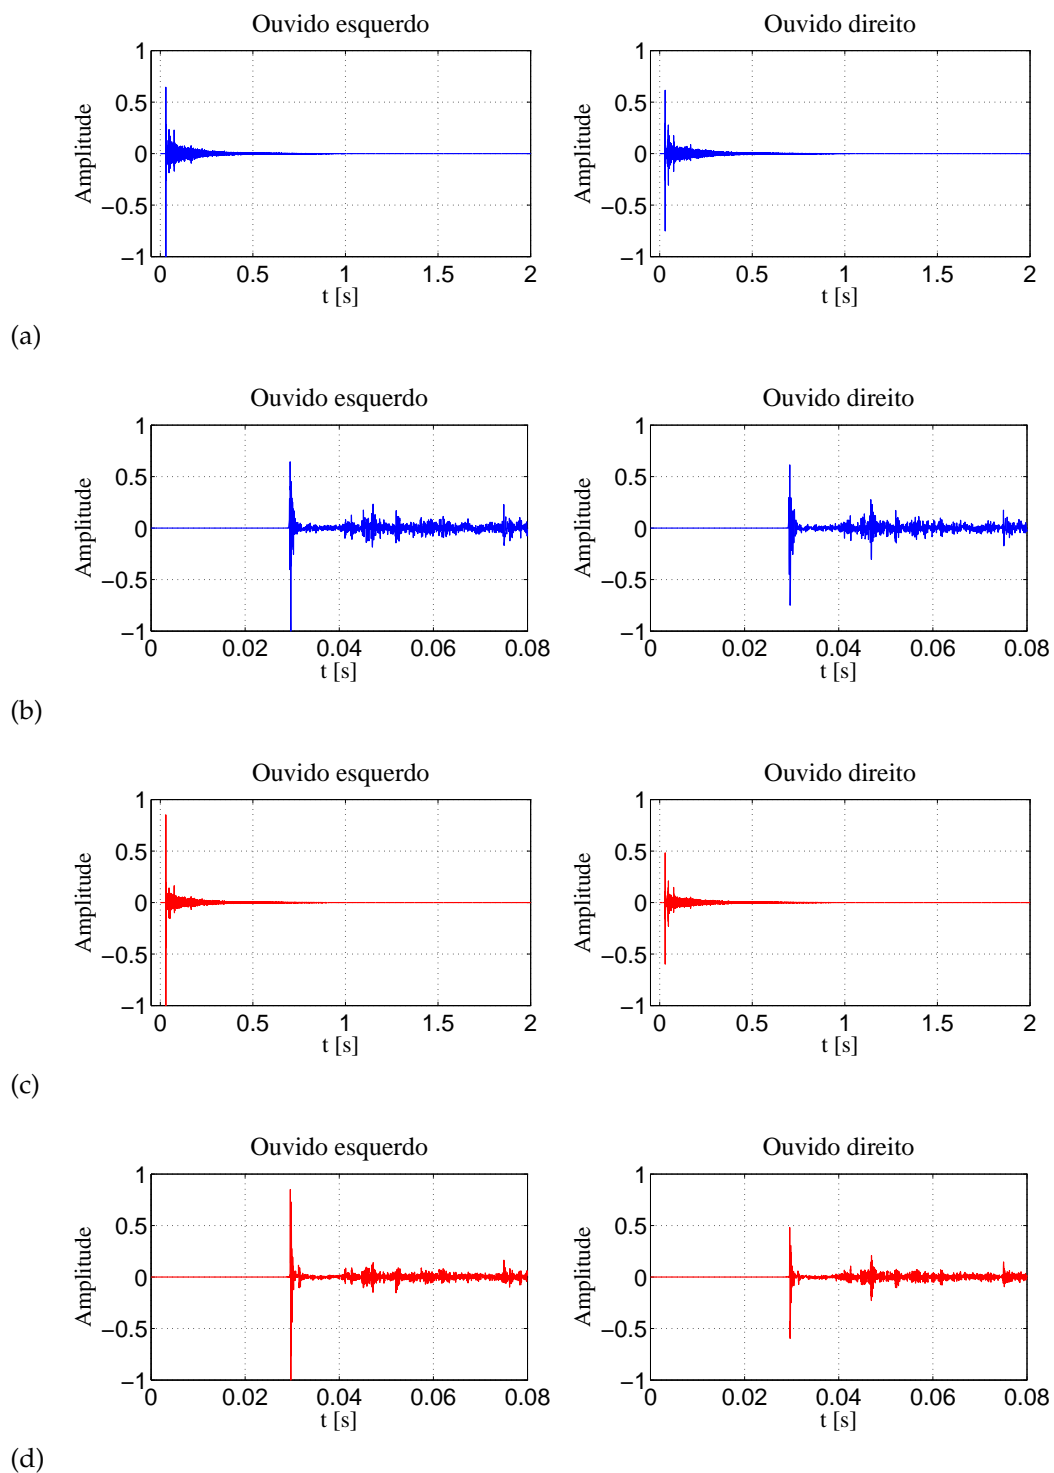 Ouvido esquerdo Ouvido direito
1 1
0.5 0.5
0 0
−0.5 −0.5
−1 −1
Amplitude Amplitude
0 0.5 1 1.5 2 0 0.5 1 1.5 2
t [s] t [s]
(a)
Ouvido esquerdo Ouvido direito
1 1
0.5 0.5
0 0
−0.5 −0.5
−1 −1
Amplitude Amplitude
0 0.02 0.04 0.06 0.08 0 0.02 0.04 0.06 0.08
t [s] t [s]
(b)
Ouvido esquerdo Ouvido direito
1 1
0.5 0.5
0 0
−0.5 −0.5
−1 −1
Amplitude Amplitude
0 0.5 1 1.5 2 0 0.5 1 1.5 2
t [s] t [s]
(c)
Ouvido esquerdo Ouvido direito
1 1
0.5 0.5
0 0
−0.5 −0.5
−1 −1
Amplitude Amplitude
0 0.02 0.04 0.06 0.08 0 0.02 0.04 0.06 0.08
t [s] t [s]
(d)